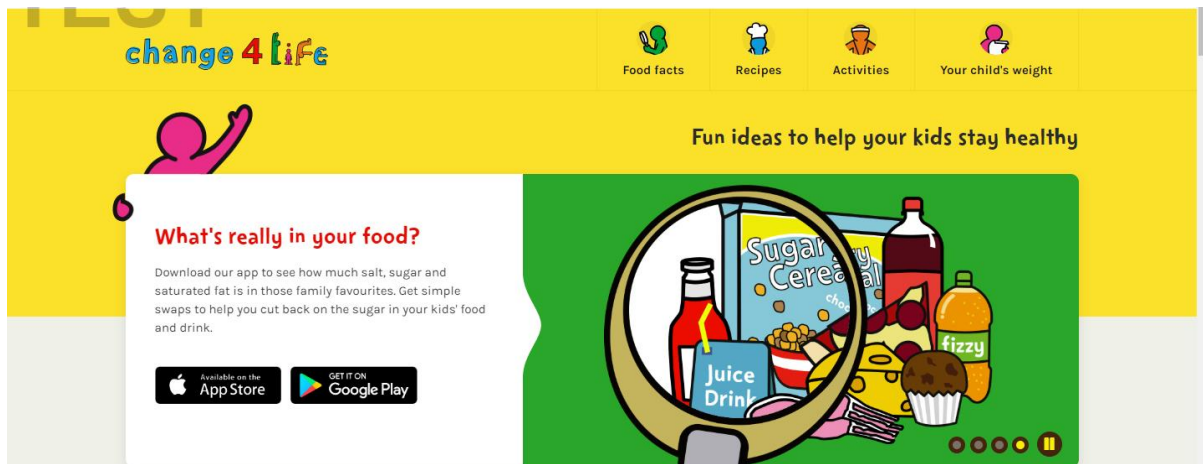 TEST
change 4 life
Food facts
Recipes
Activities
Your child's weight
Fun ideas to help your kids stay healthy
What's really in your food?
Download our app to see how much salt, sugar and
saturated fat is in those family favourites. Get simple
swaps to help you cut back on the sugar in your kids' food
and drink.
Available on the
App Store
GET IT ON
Google Play
Sugary
Cereal
Juice
Drink
fizzy